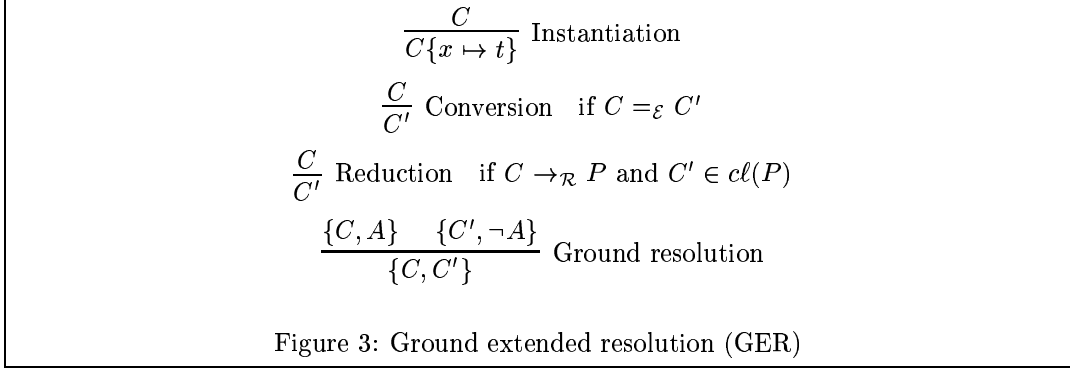 C
C{x ↦ t} Instantiation
C
C′ Conversion if C =ℰ C′
C
C′ Reduction if C →ℛ P and C′ ∈ cℓ(P)
{C, A} {C′, ¬A}
{C, C′} Ground resolution
Figure 3: Ground extended resolution (GER)